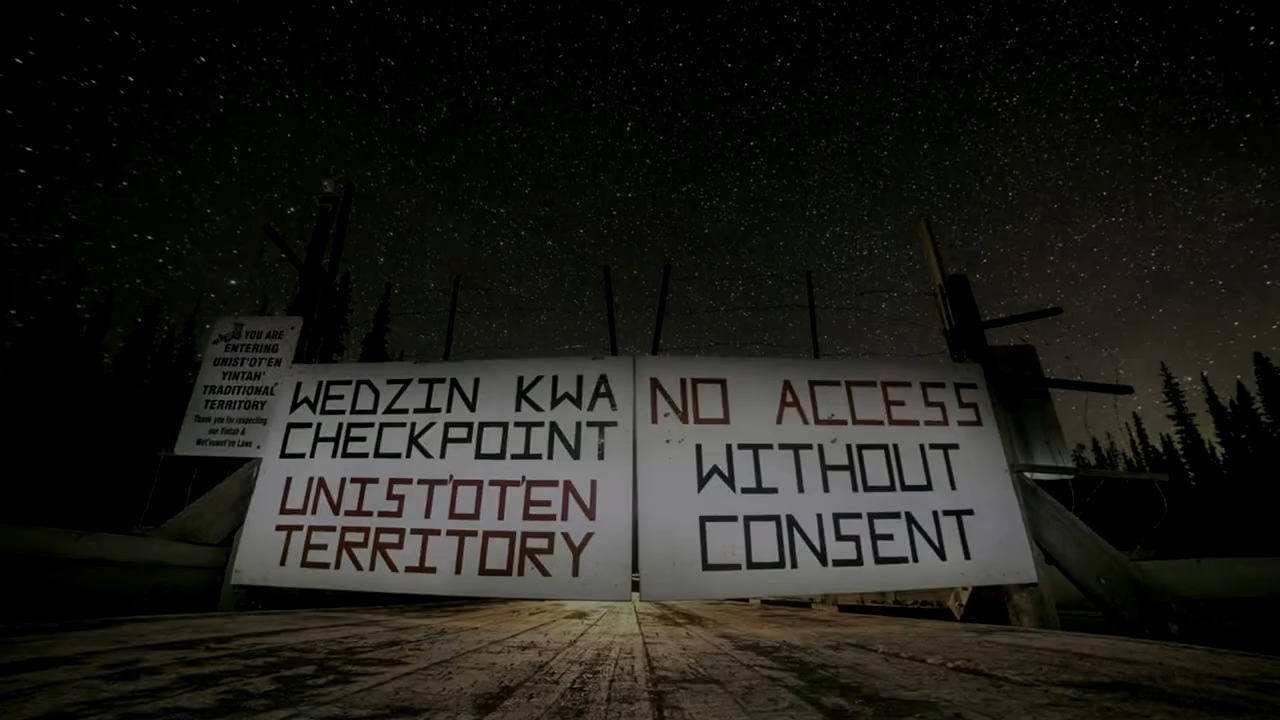 YOU ARE
ENTERING
UNIST'OT'EN
YINTAH'
TRADITIONAL
TERRITORY
Thank you for respecting
our Yintah &
Wet'suwet'en Laws
WEDZIN KWA
CHECKPOINT
UNIST'OT'EN
TERRITORY
NO ACCESS
WITHOUT
CONSENT